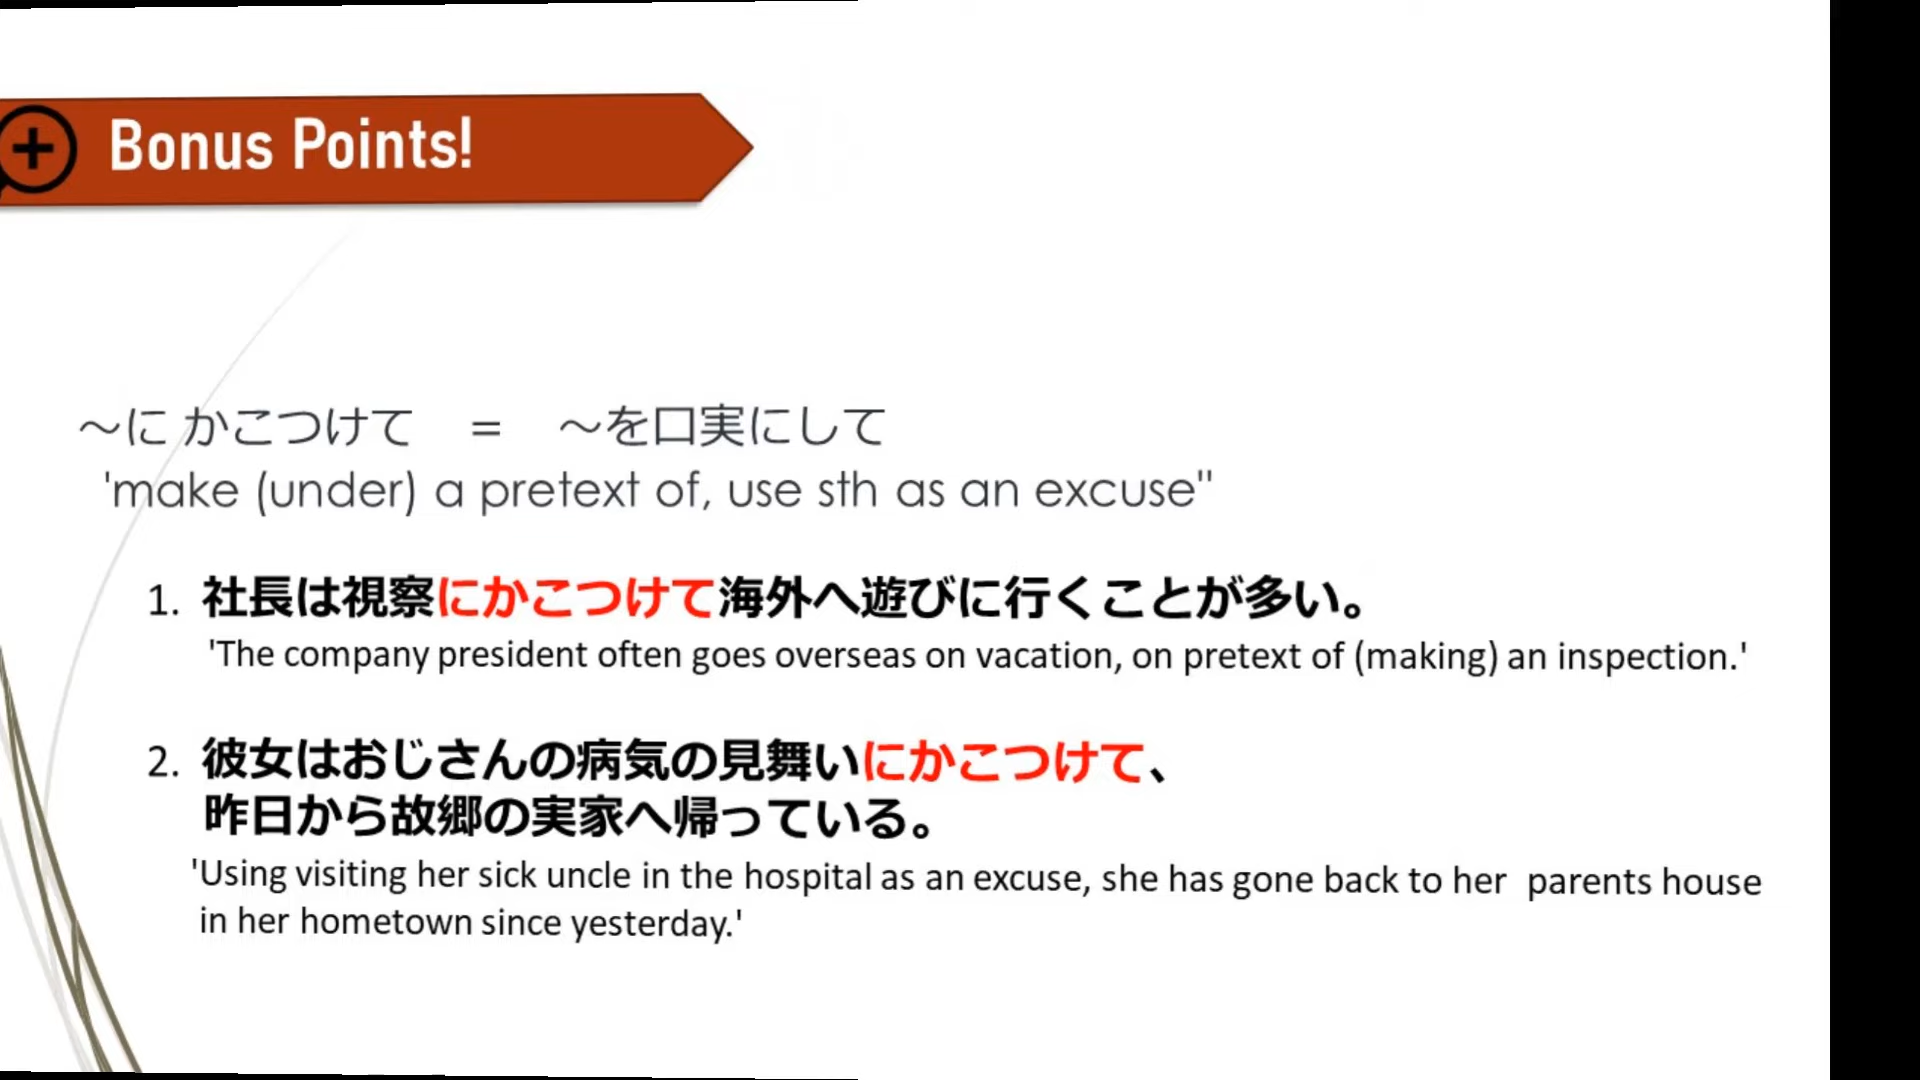 Bonus Points!
～に かこつけて = ～を口実にして
'make (under) a pretext of, use sth as an excuse"
1. 社長は視察にかこつけて海外へ遊びに行くことが多い。
'The company president often goes overseas on vacation, on pretext of (making) an inspection.'
2. 彼女はおじさんの病気の見舞いにかこつけて、
昨日から故郷の実家へ帰っている。
'Using visiting her sick uncle in the hospital as an excuse, she has gone back to her parents house
in her hometown since yesterday.'